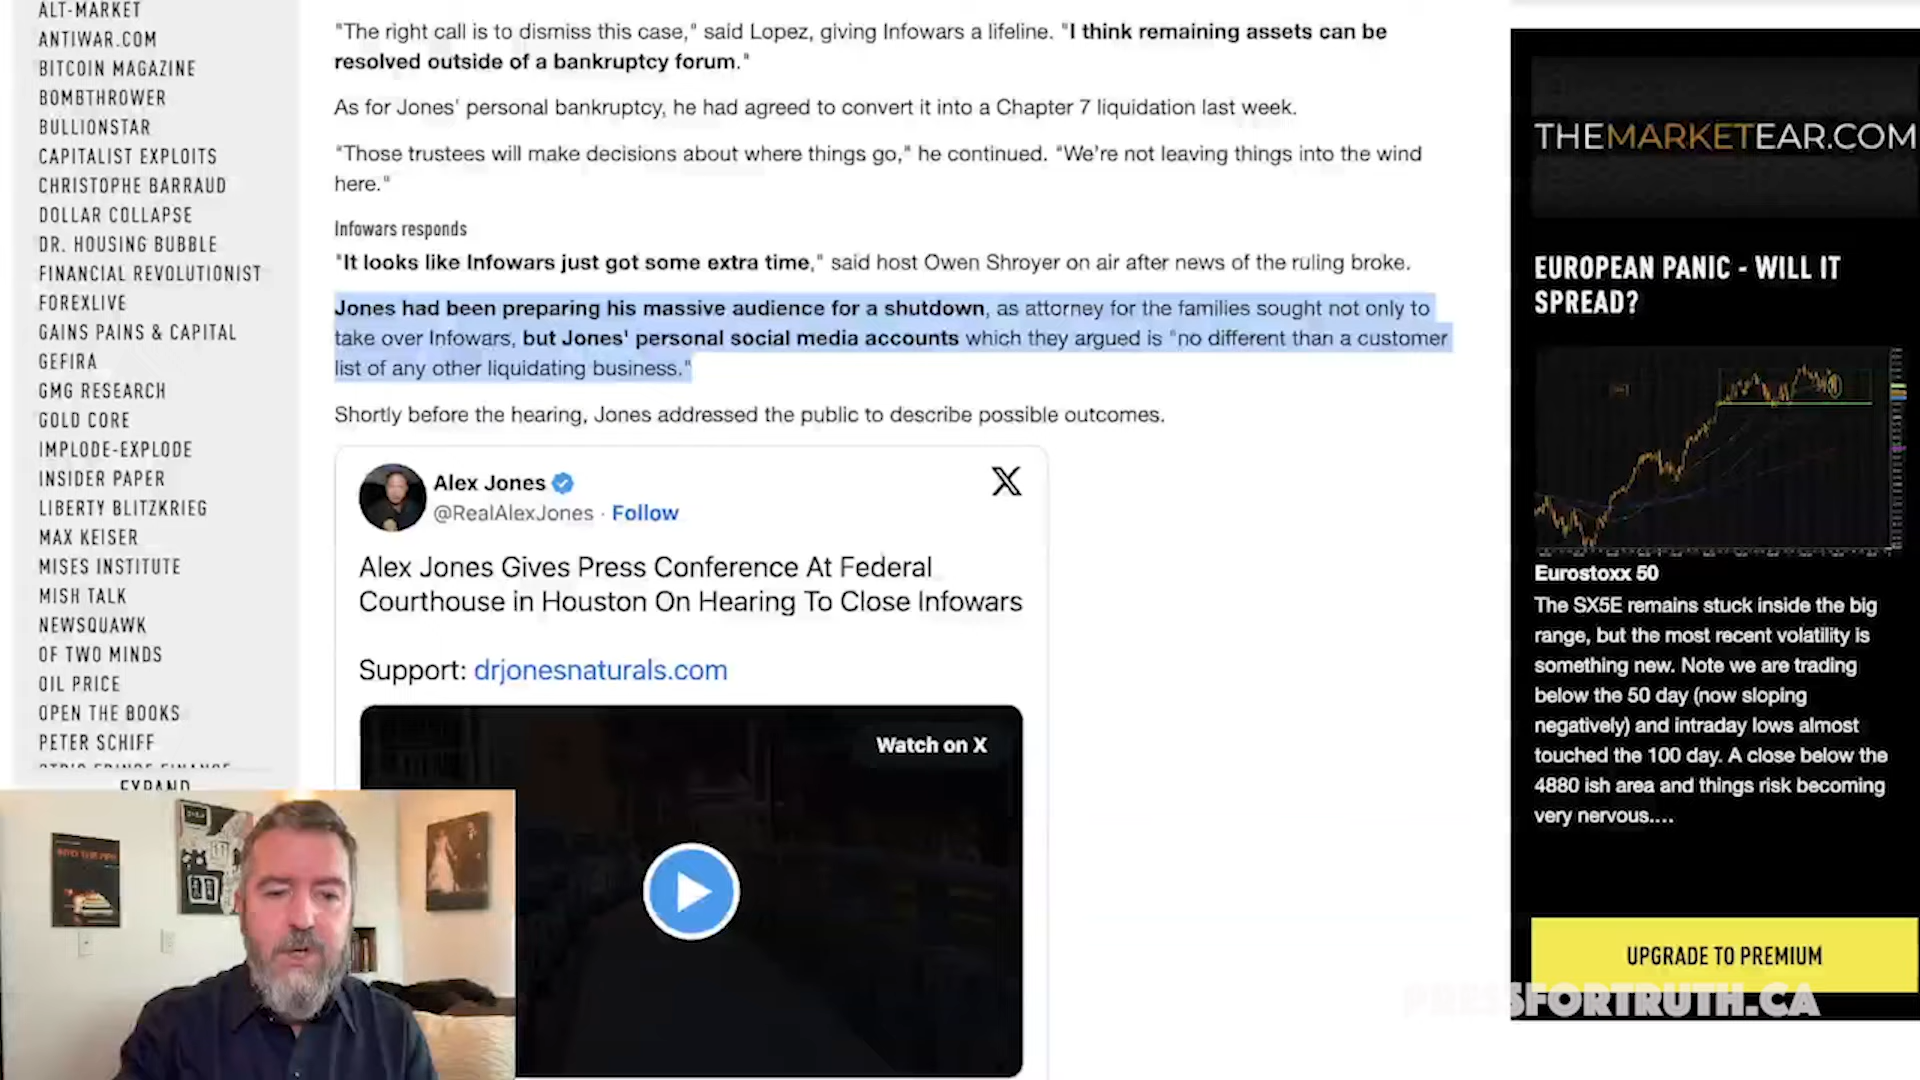 ALT-MARKET
ANTIWAR.COM
BITCOIN MAGAZINE
BOMBTHROWER
BULLIONSTAR
CAPITALIST EXPLOITS
CHRISTOPHE BARRAUD
DOLLAR COLLAPSE
DR. HOUSING BUBBLE
FINANCIAL REVOLUTIONIST
FOREXLIVE
GAINS PAINS & CAPITAL
GEFIRA
GMG RESEARCH
GOLD CORE
IMPLODE-EXPLODE
INSIDER PAPER
LIBERTY BLITZKRIEG
MAX KEISER
MISES INSTITUTE
MISH TALK
NEWSQUAWK
OF TWO MINDS
OIL PRICE
OPEN THE BOOKS
PETER SCHIFF
EXPAND
"The right call is to dismiss this case," said Lopez, giving Infowars a lifeline. "I think remaining assets can be
resolved outside of a bankruptcy forum."
As for Jones' personal bankruptcy, he had agreed to convert it into a Chapter 7 liquidation last week.
"Those trustees will make decisions about where things go," he continued. "We're not leaving things into the wind
here."
Infowars responds
"It looks like Infowars just got some extra time," said host Owen Shroyer on air after news of the ruling broke.
Jones had been preparing his massive audience for a shutdown, as attorney for the families sought not only to
take over Infowars, but Jones' personal social media accounts which they argued is "no different than a customer
list of any other liquidating business."
Shortly before the hearing, Jones addressed the public to describe possible outcomes.
Alex Jones
@RealAlexJones · Follow
Alex Jones Gives Press Conference At Federal
Courthouse in Houston On Hearing To Close Infowars
Support: drjonesnaturals.com
Watch on X
THEMARKETEAR.COM
EUROPEAN PANIC - WILL IT
SPREAD?
Eurostoxx 50
The SX5E remains stuck inside the big
range, but the most recent volatility is
something new. Note we are trading
below the 50 day (now sloping
negatively) and intraday lows almost
touched the 100 day. A close below the
4880 ish area and things risk becoming
very nervous....
UPGRADE TO PREMIUM
PRESSFORTRUTH.CA